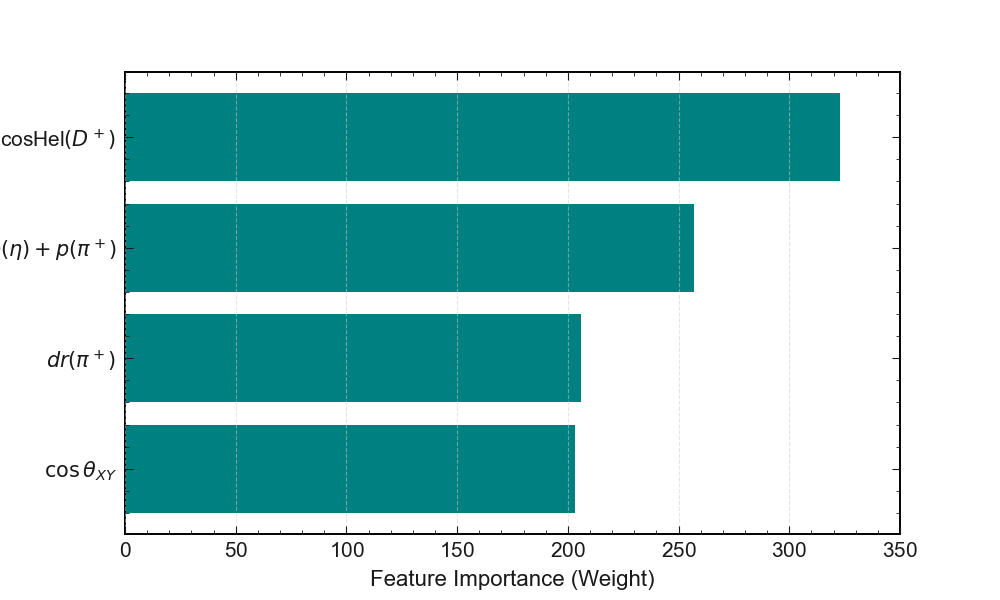 cosHel(D⁺)
(η) + p(π⁺)
dr(π⁺)
cos θ_XY
0 50 100 150 200 250 300 350
Feature Importance (Weight)